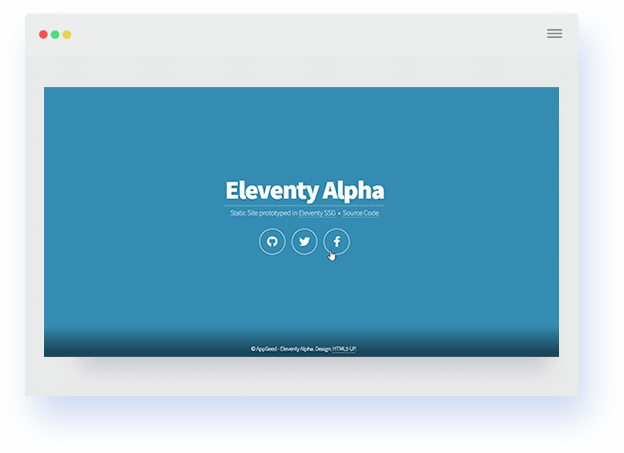 Eleventy Alpha
Static Site prototyped in Eleventy SSG • Source Code
© AppSeed - Eleventy Alpha. Design: HTML5 UP.